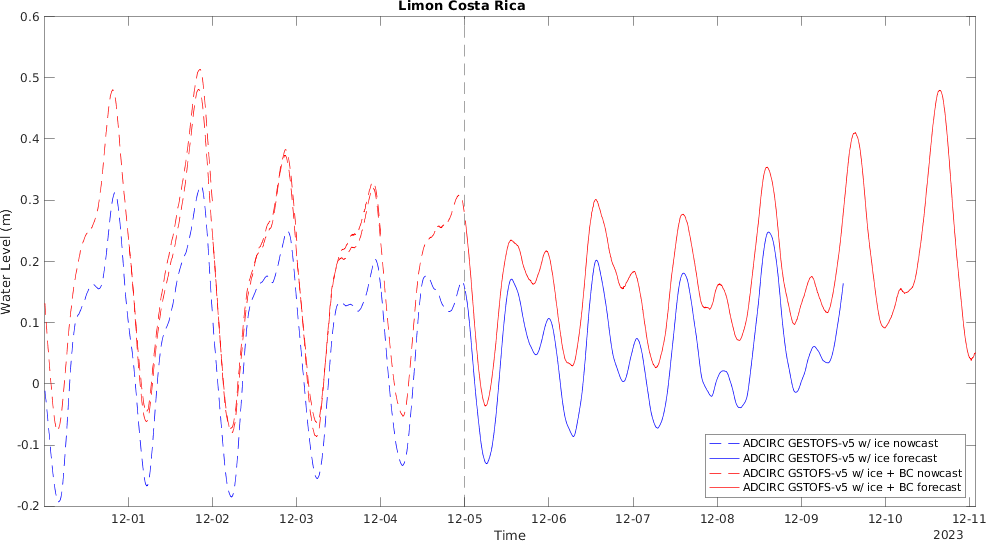 Limon Costa Rica
0.6
0.5
0.4
0.3
0.2
0.1
0
-0.1
-0.2
Water Level (m)
ADCIRC GESTOFS-v5 w/ ice nowcast
ADCIRC GESTOFS-v5 w/ ice forecast
ADCIRC GSTOFS-v5 w/ ice + BC nowcast
ADCIRC GSTOFS-v5 w/ ice + BC forecast
12-01 12-02 12-03 12-04 12-05 12-06 12-07 12-08 12-09 12-10 12-11
Time
2023